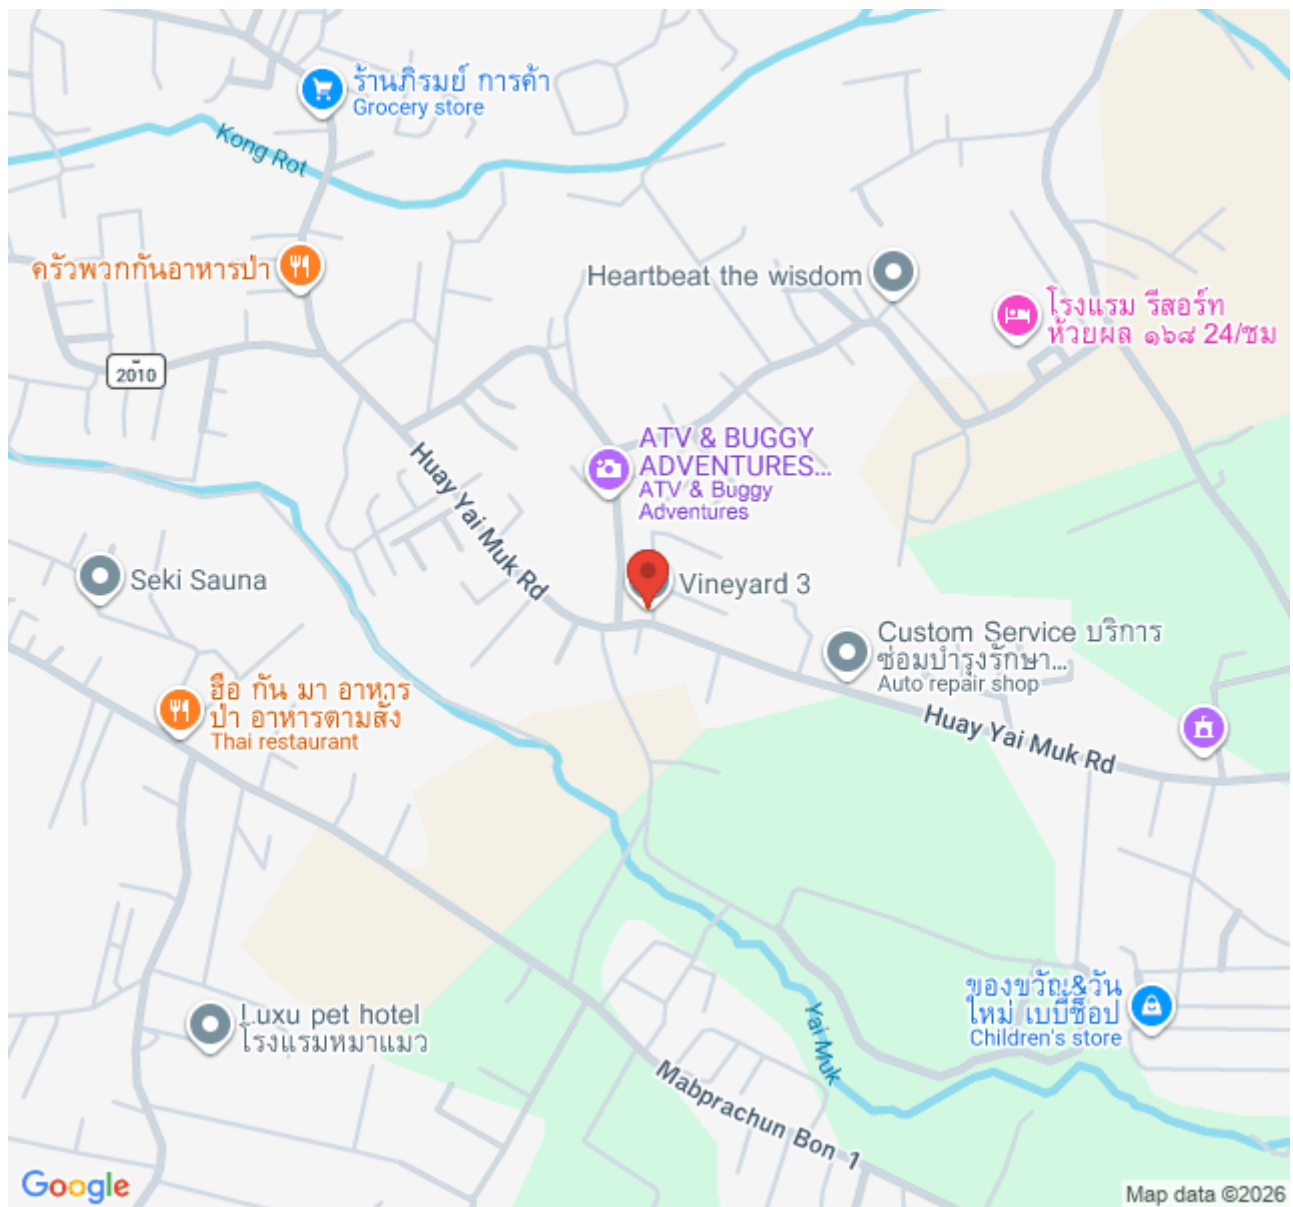 ร้านภิรมย์ การค้า
Grocery store
Kong Rot
ครัวพวกกันอาหารป่า
Heartbeat the wisdom
โรงแรม รีสอร์ท
ห้วยผล ๑๖๘ 24/ชม
2010
ATV & BUGGY
ADVENTURES...
ATV & Buggy
Adventures
Huay Yai Muk Rd
Seki Sauna
Vineyard 3
Custom Service บริการ
ซ่อมบำรุงรักษา...
Auto repair shop
ฮือ กัน มา อาหาร
ป่า อาหารตามสั่ง
Thai restaurant
Huay Yai Muk Rd
ของขวัญ&วัน
ใหม่ เบบี้ช็อป
Children's store
Luxu pet hotel
โรงแรมหมาแมว
Yai Muk
Mabprachun Bon 1
Google
Map data ©2026